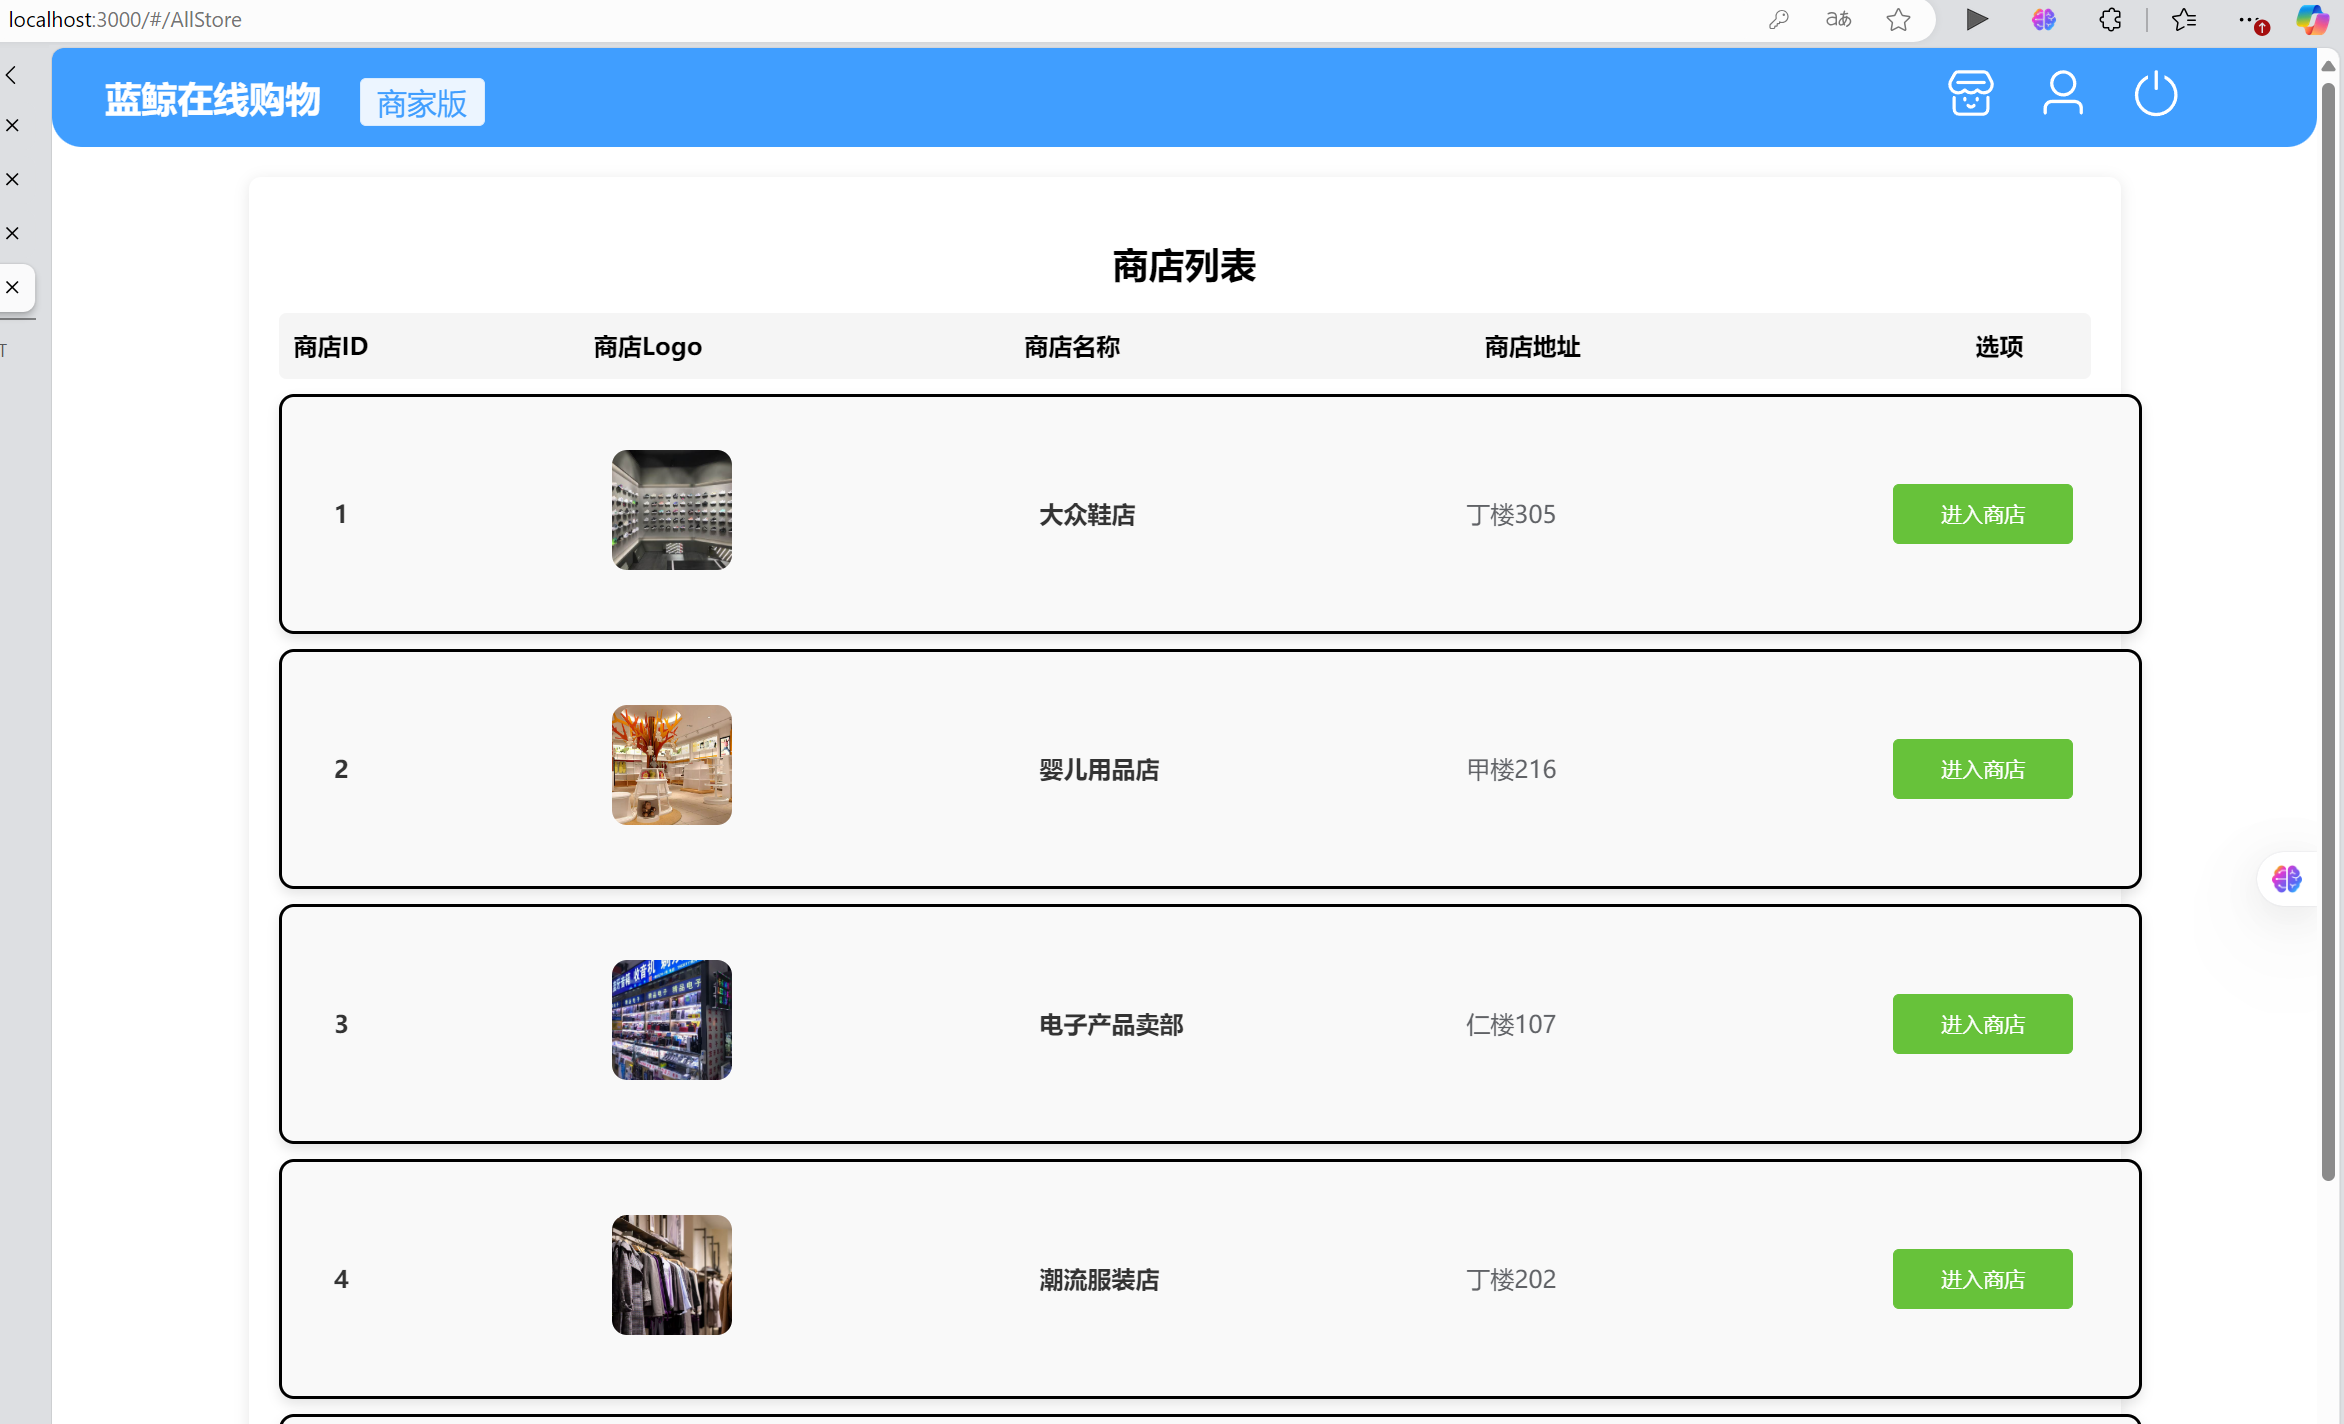 localhost:3000/#/AllStore
蓝鲸在线购物 商家版
商店列表
商店ID 商店Logo 商店名称 商店地址 选项
1 大众鞋店 丁楼305 进入商店
2 婴儿用品店 甲楼216 进入商店
3 电子产品卖部 仁楼107 进入商店
4 潮流服装店 丁楼202 进入商店